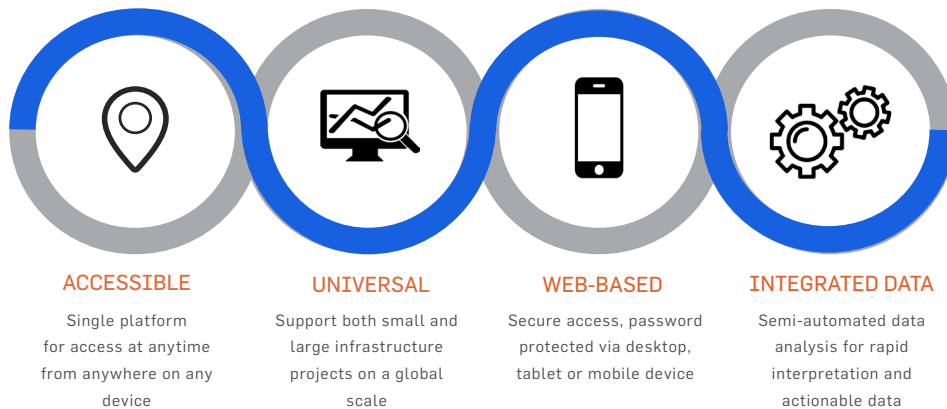 ACCESSIBLE
Single platform
for access at anytime
from anywhere on any
device
UNIVERSAL
Support both small and
large infrastructure
projects on a global
scale
WEB-BASED
Secure access, password
protected via desktop,
tablet or mobile device
INTEGRATED DATA
Semi-automated data
analysis for rapid
interpretation and
actionable data